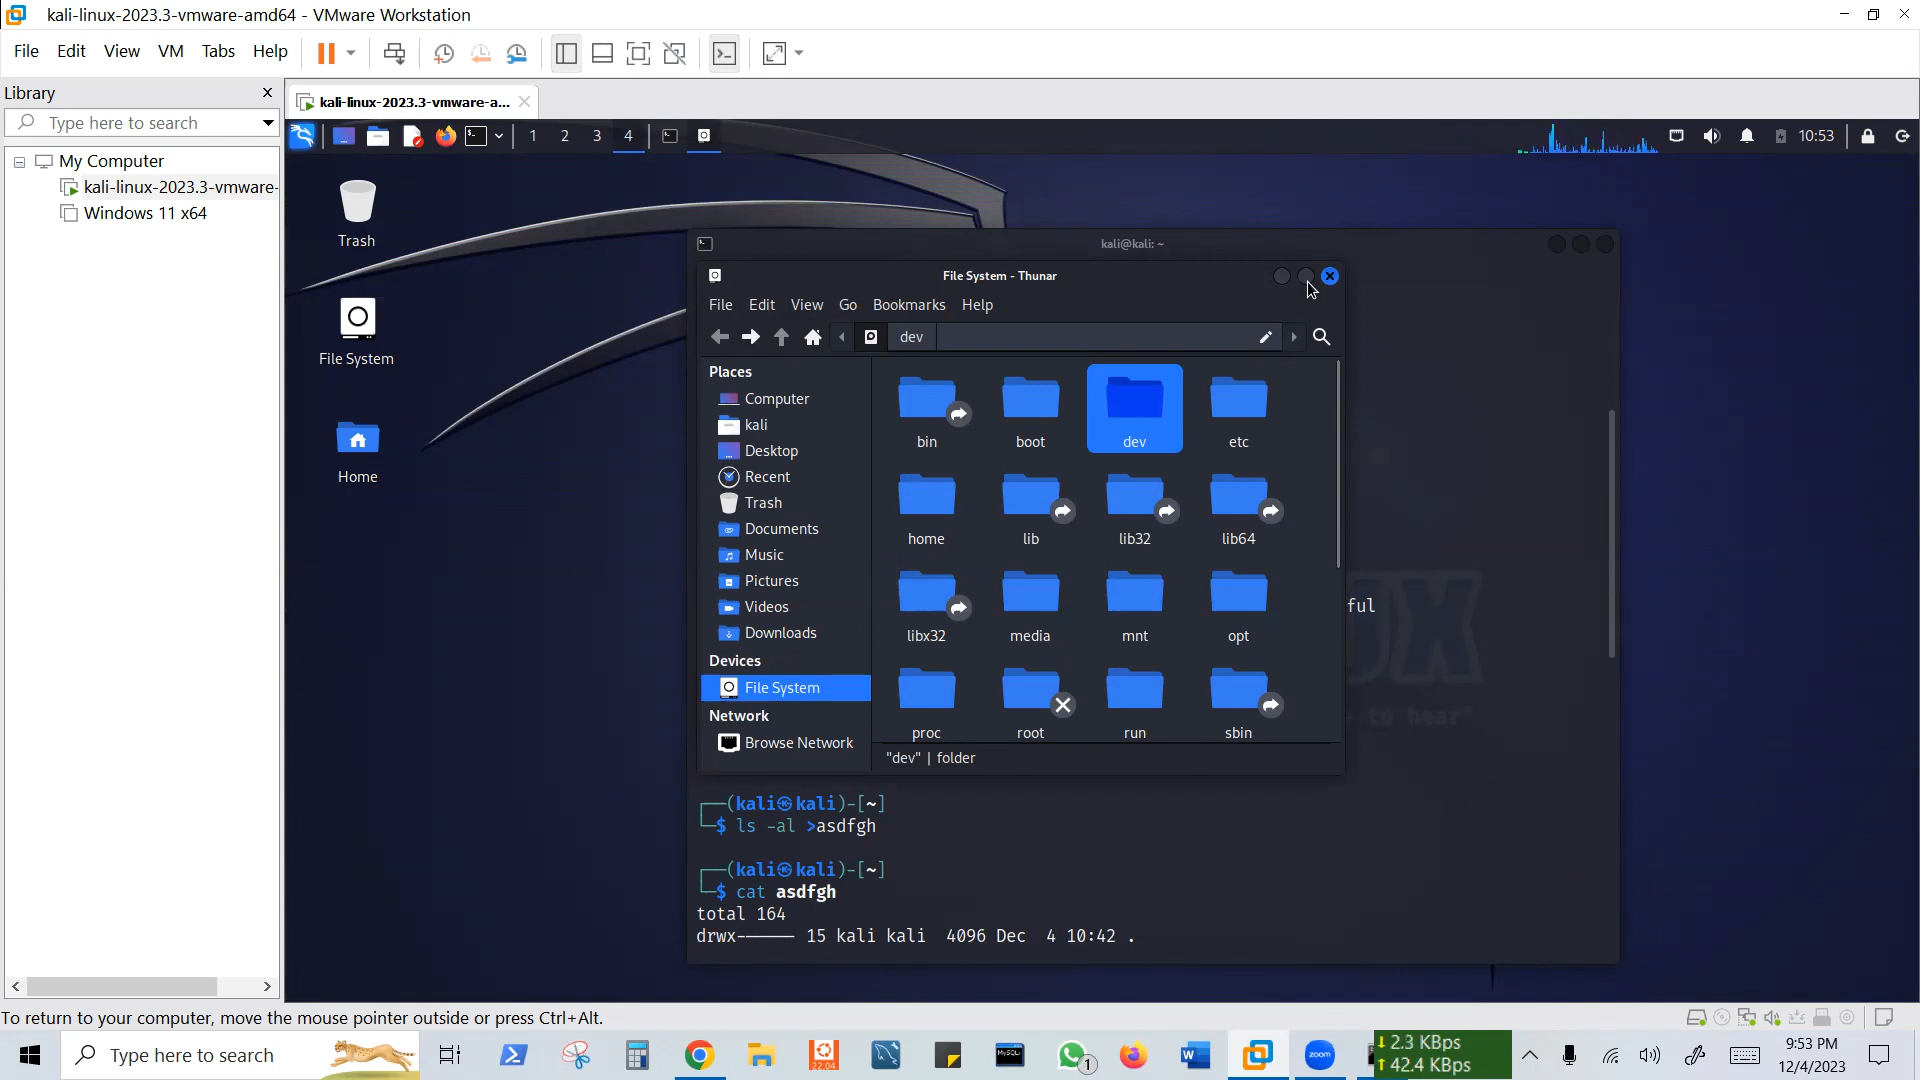 kali-linux-2023.3-vmware-amd64 - VMware Workstation
File Edit View VM Tabs Help
Library
Type here to search
My Computer
kali-linux-2023.3-vmware-
Windows 11 x64
kali-linux-2023.3-vmware-a...
1 2 3 4
10:53
Trash
File System
Home
kali@kali: ~
File System - Thunar
File Edit View Go Bookmarks Help
dev
Places
Computer
kali
Desktop
Recent
Trash
Documents
Music
Pictures
Videos
Downloads
Devices
File System
Network
Browse Network
bin boot dev etc
home lib lib32 lib64
libx32 media mnt opt
proc root run sbin
"dev" | folder
ful
to hear"
(kali㉿kali)-[~]
$ ls -al >asdfgh
(kali㉿kali)-[~]
$ cat asdfgh
total 164
drwx------ 15 kali kali 4096 Dec 4 10:42 .
To return to your computer, move the mouse pointer outside or press Ctrl+Alt.
Type here to search
22.04
MySQL
1
zoom
2.3 KBps
42.4 KBps
9:53 PM
12/4/2023